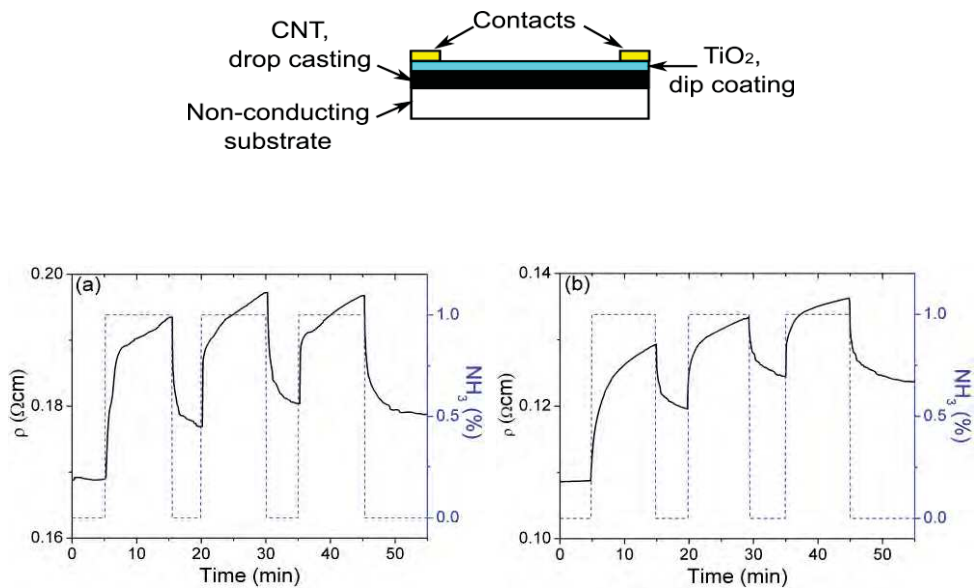 CNT,
drop casting
Contacts
TiO₂,
dip coating
Non-conducting
substrate
(a)
0.20
0.18
0.16
ρ (Ωcm)
0 10 20 30 40 50
Time (min)
1.0
0.5
0.0
NH₃ (%)
(b)
0.14
0.12
0.10
ρ (Ωcm)
0 10 20 30 40 50
Time (min)
1.0
0.5
0.0
NH₃ (%)